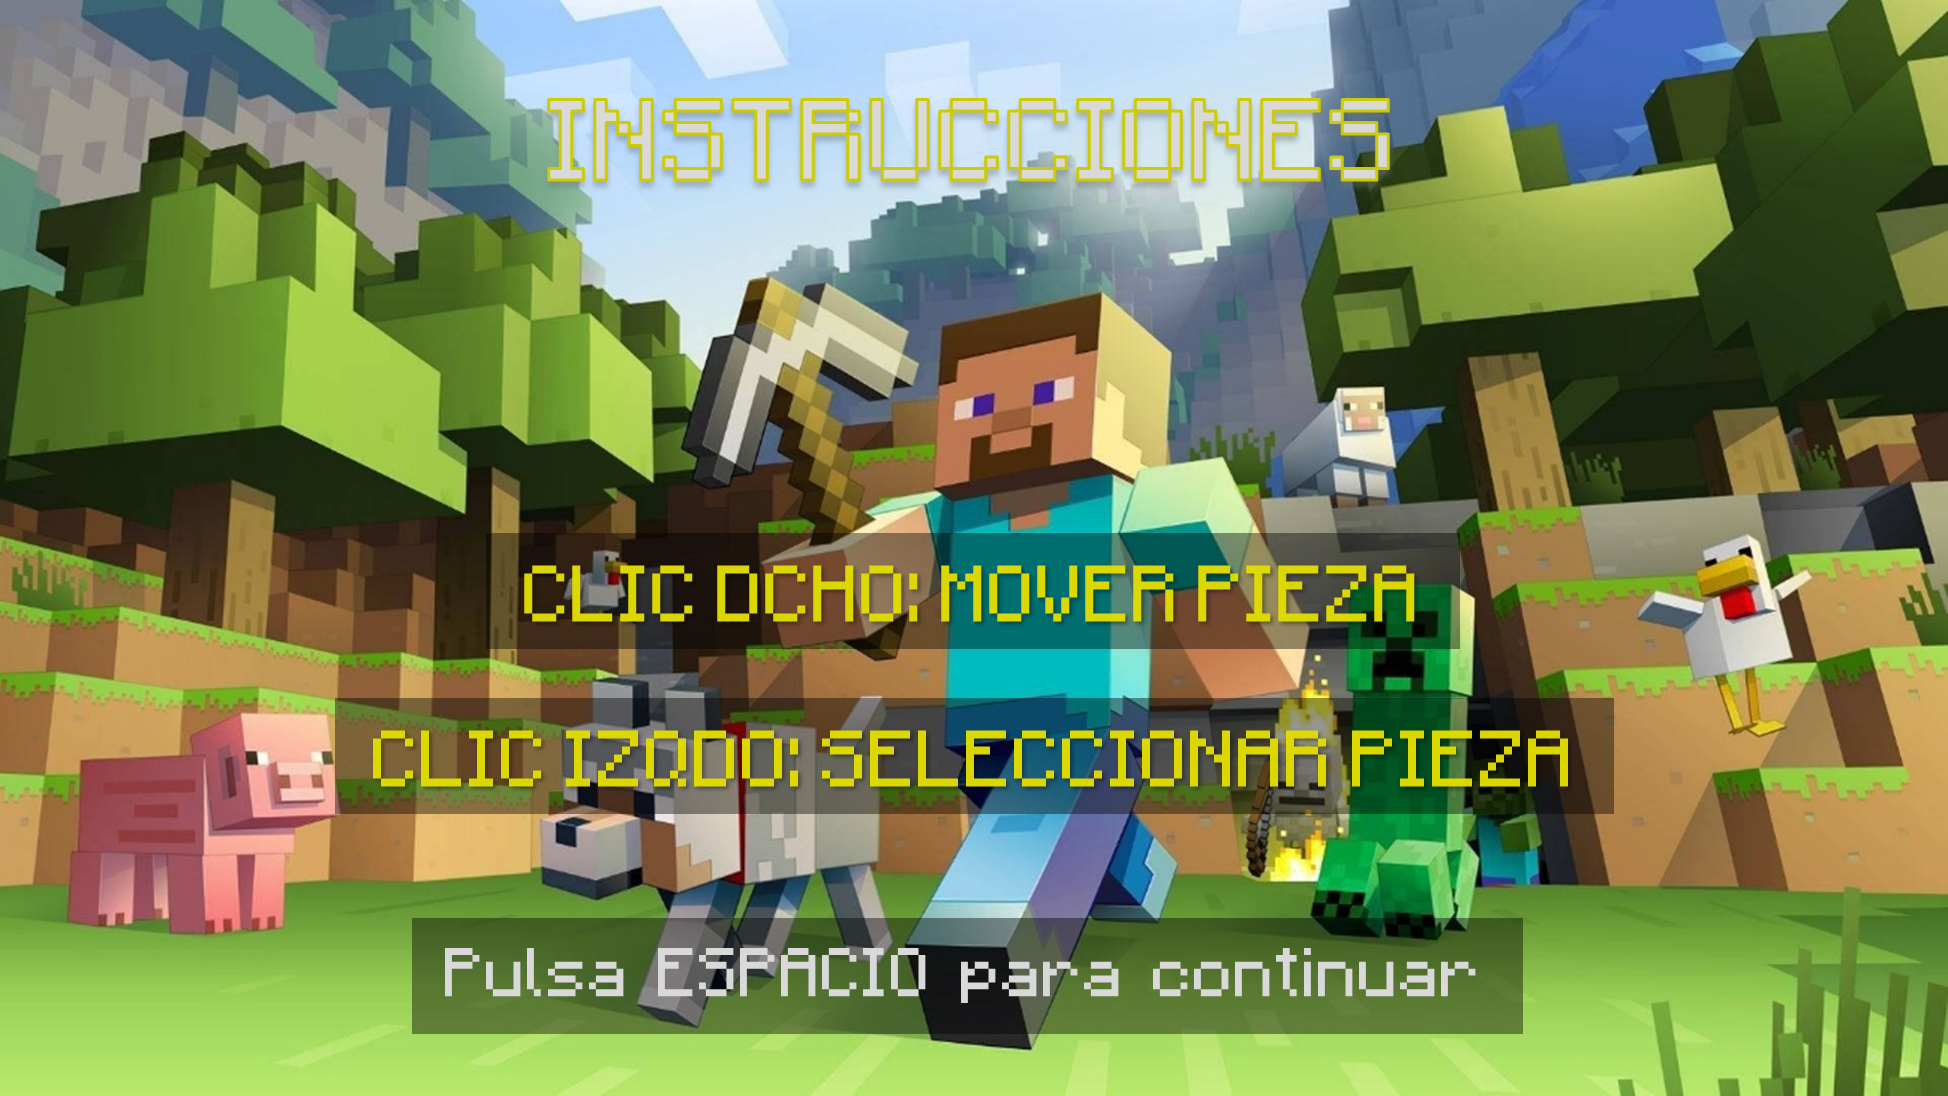 INSTRUCCIONES
CLIC DCHO: MOVER PIEZA
CLIC IZQDO: SELECCIONAR PIEZA
Pulsa ESPACIO para continuar